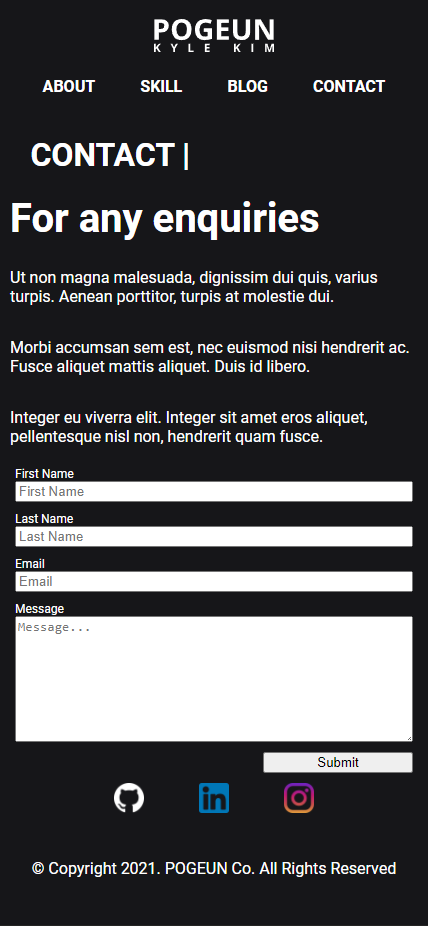 POGEUN
KYLE KIM
ABOUT SKILL BLOG CONTACT
CONTACT |
For any enquiries
Ut non magna malesuada, dignissim dui quis, varius
turpis. Aenean porttitor, turpis at molestie dui.
Morbi accumsan sem est, nec euismod nisi hendrerit ac.
Fusce aliquet mattis aliquet. Duis id libero.
Integer eu viverra elit. Integer sit amet eros aliquet,
pellentesque nisl non, hendrerit quam fusce.
First Name
First Name
Last Name
Last Name
Email
Email
Message
Message...
Submit
in
© Copyright 2021. POGEUN Co. All Rights Reserved